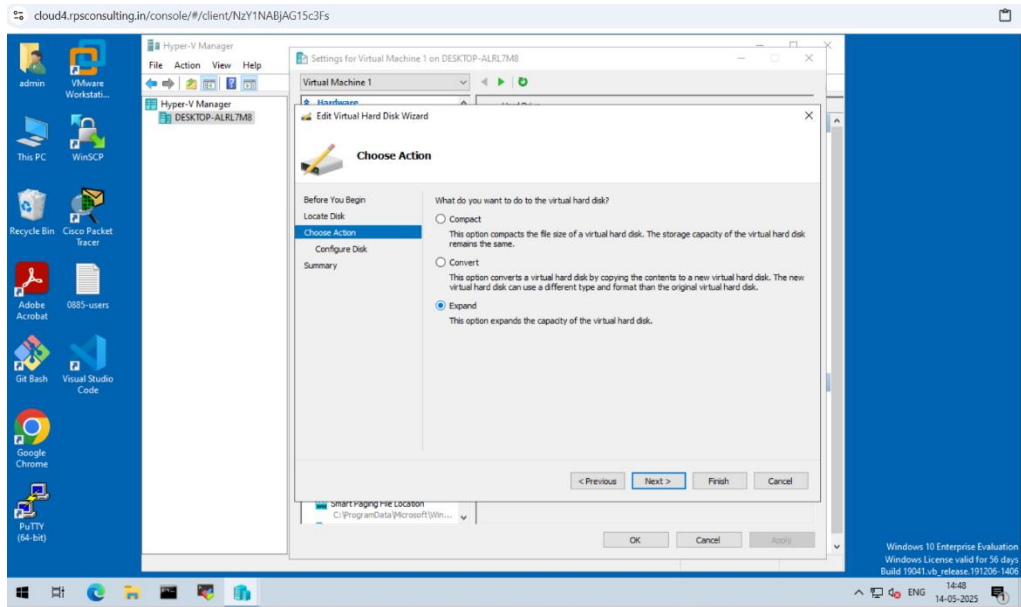 cloud4.rpsconsulting.in/console/#/client/NzY1NABjAG15c3Fs
admin
VMware
Workstati...
This PC
WinSCP
Recycle Bin
Cisco Packet
Tracer
Adobe
Acrobat
0885-users
Git Bash
Visual Studio
Code
Google
Chrome
PuTTY
(64-bit)
Hyper-V Manager
File Action View Help
Hyper-V Manager
DESKTOP-ALRL7M8
Settings for Virtual Machine 1 on DESKTOP-ALRL7M8
Virtual Machine 1
Hardware
Edit Virtual Hard Disk Wizard
Choose Action
Before You Begin
Locate Disk
Choose Action
Configure Disk
Summary
What do you want to do to the virtual hard disk?
Compact
This option compacts the file size of a virtual hard disk. The storage capacity of the virtual hard disk
remains the same.
Convert
This option converts a virtual hard disk by copying the contents to a new virtual hard disk. The new
virtual hard disk can use a different type and format than the original virtual hard disk.
Expand
This option expands the capacity of the virtual hard disk.
< Previous
Next >
Finish
Cancel
Smart Paging File Location
C:\ProgramData\Microsoft\Win...
OK
Cancel
Apply
Windows 10 Enterprise Evaluation
Windows License valid for 56 days
Build 19041.vb_release.191206-1406
ENG
14:48
14-05-2025